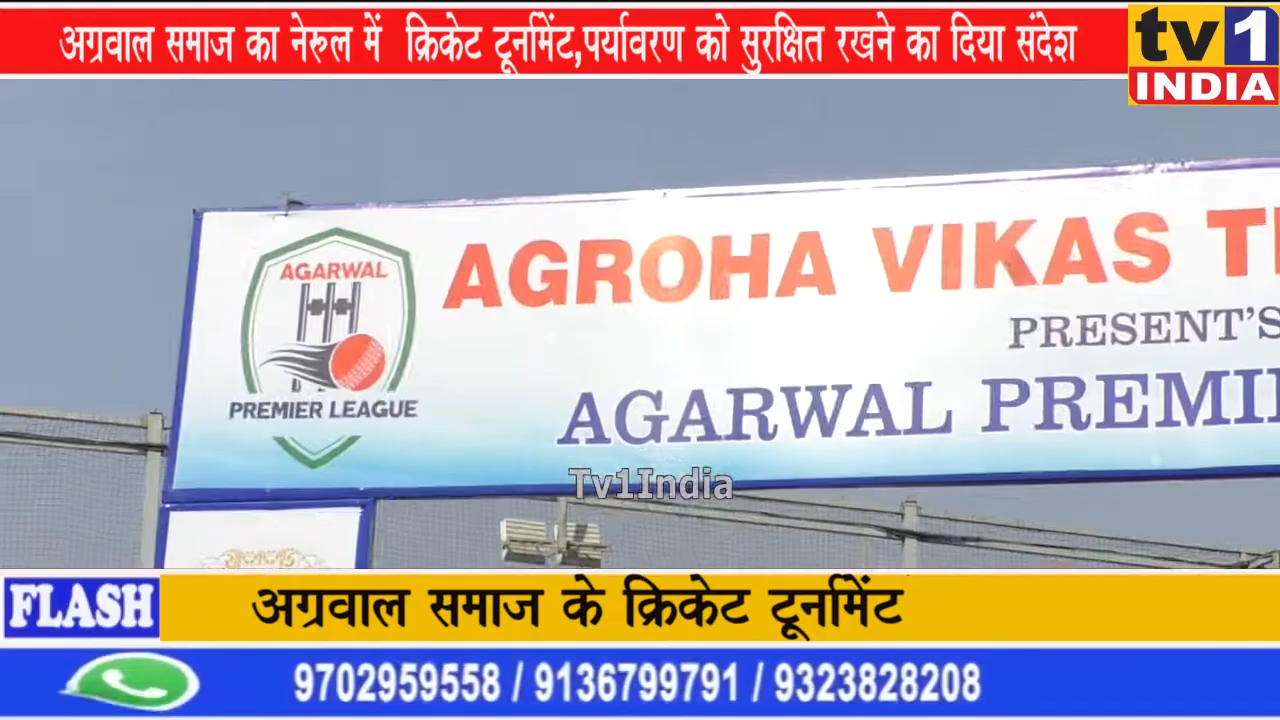 अग्रवाल समाज का नेरूल में क्रिकेट टूर्नामेंट,पर्यावरण को सुरक्षित रखने का दिया संदेश
tv1
INDIA
AGARWAL
PREMIER LEAGUE
AGROHA VIKAS
PRESENT'S
AGARWAL
Tv1India
FLASH
अग्रवाल समाज के क्रिकेट टूर्नामेंट
9702959558 / 9136799791 / 9323828208